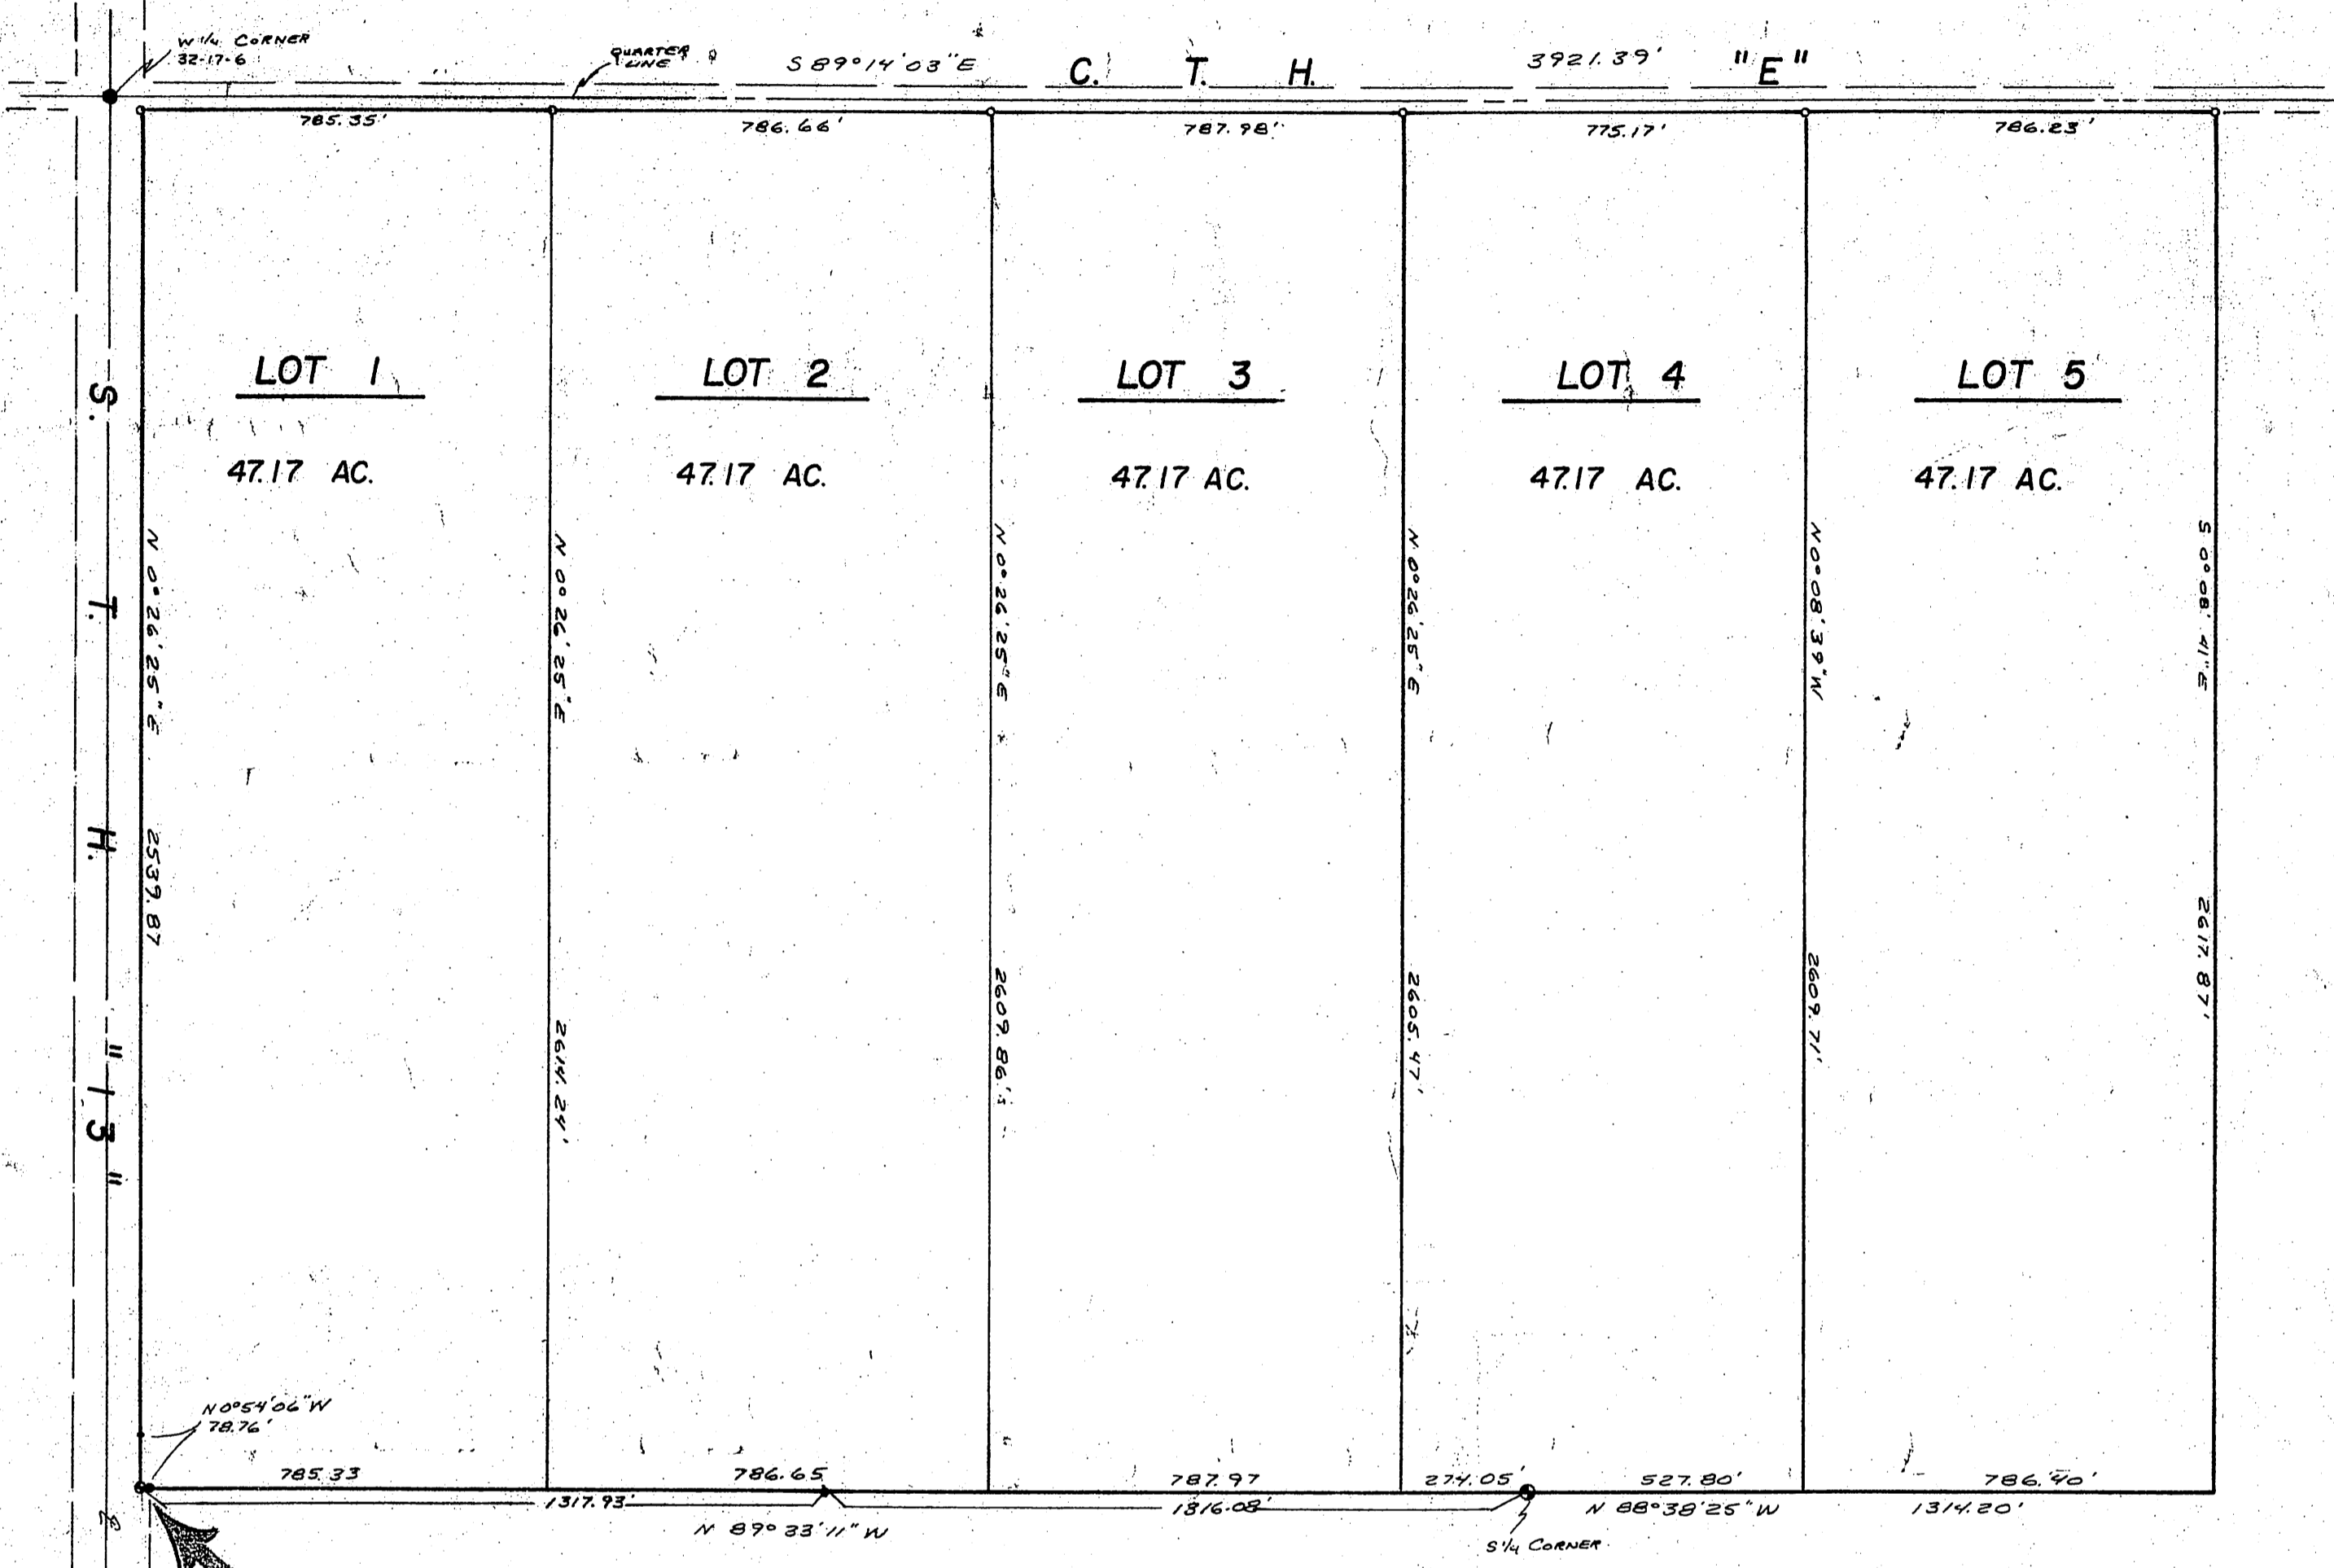 W 1/4 CORNER
32-17-6
QUARTER
LINE
S 89°14'03"E
C. T. H. "E"
3921.39'
785.35'
786.66'
787.98'
775.17'
786.23'
LOT 1
47.17 AC.
LOT 2
47.17 AC.
LOT 3
47.17 AC.
LOT 4
47.17 AC.
LOT 5
47.17 AC.
S. T. H. "13"
N 0°26'25"E 2539.87
N 0°26'25"E 2614.24'
N 0°26'25"E 2609.86'
N 0°26'25"E 2605.47'
N 0°08'39"W 2609.71'
S 0°08'41"E 2617.87'
N 0°54'06"W
78.76'
785.33
786.65
787.97
274.05'
527.80'
786.40'
1317.93'
1316.08'
N 88°38'25"W
1314.20'
N 89°33'11"W
S 1/4 CORNER